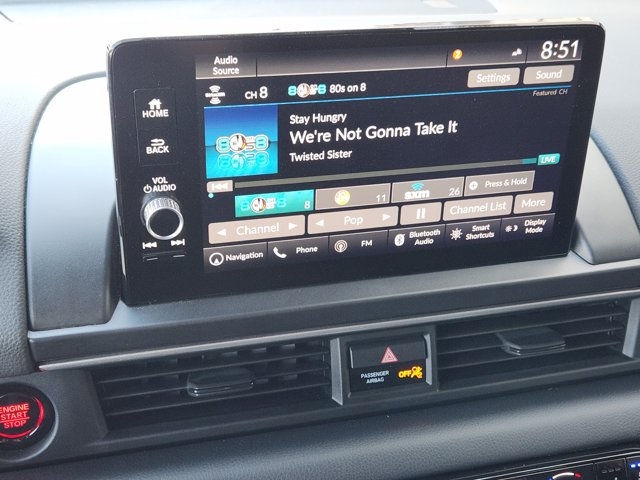 Audio
Source
8:51
Settings
Sound
CH 8
80s on 8
Featured CH
HOME
BACK
VOL
AUDIO
Stay Hungry
We're Not Gonna Take It
Twisted Sister
LIVE
8
11
sxm 26
+ Press & Hold
Channel
Pop
Channel List
More
Navigation
Phone
FM
Bluetooth
Audio
Smart
Shortcuts
Display
Mode
PASSENGER
AIRBAG
OFF
ENGINE
START
STOP